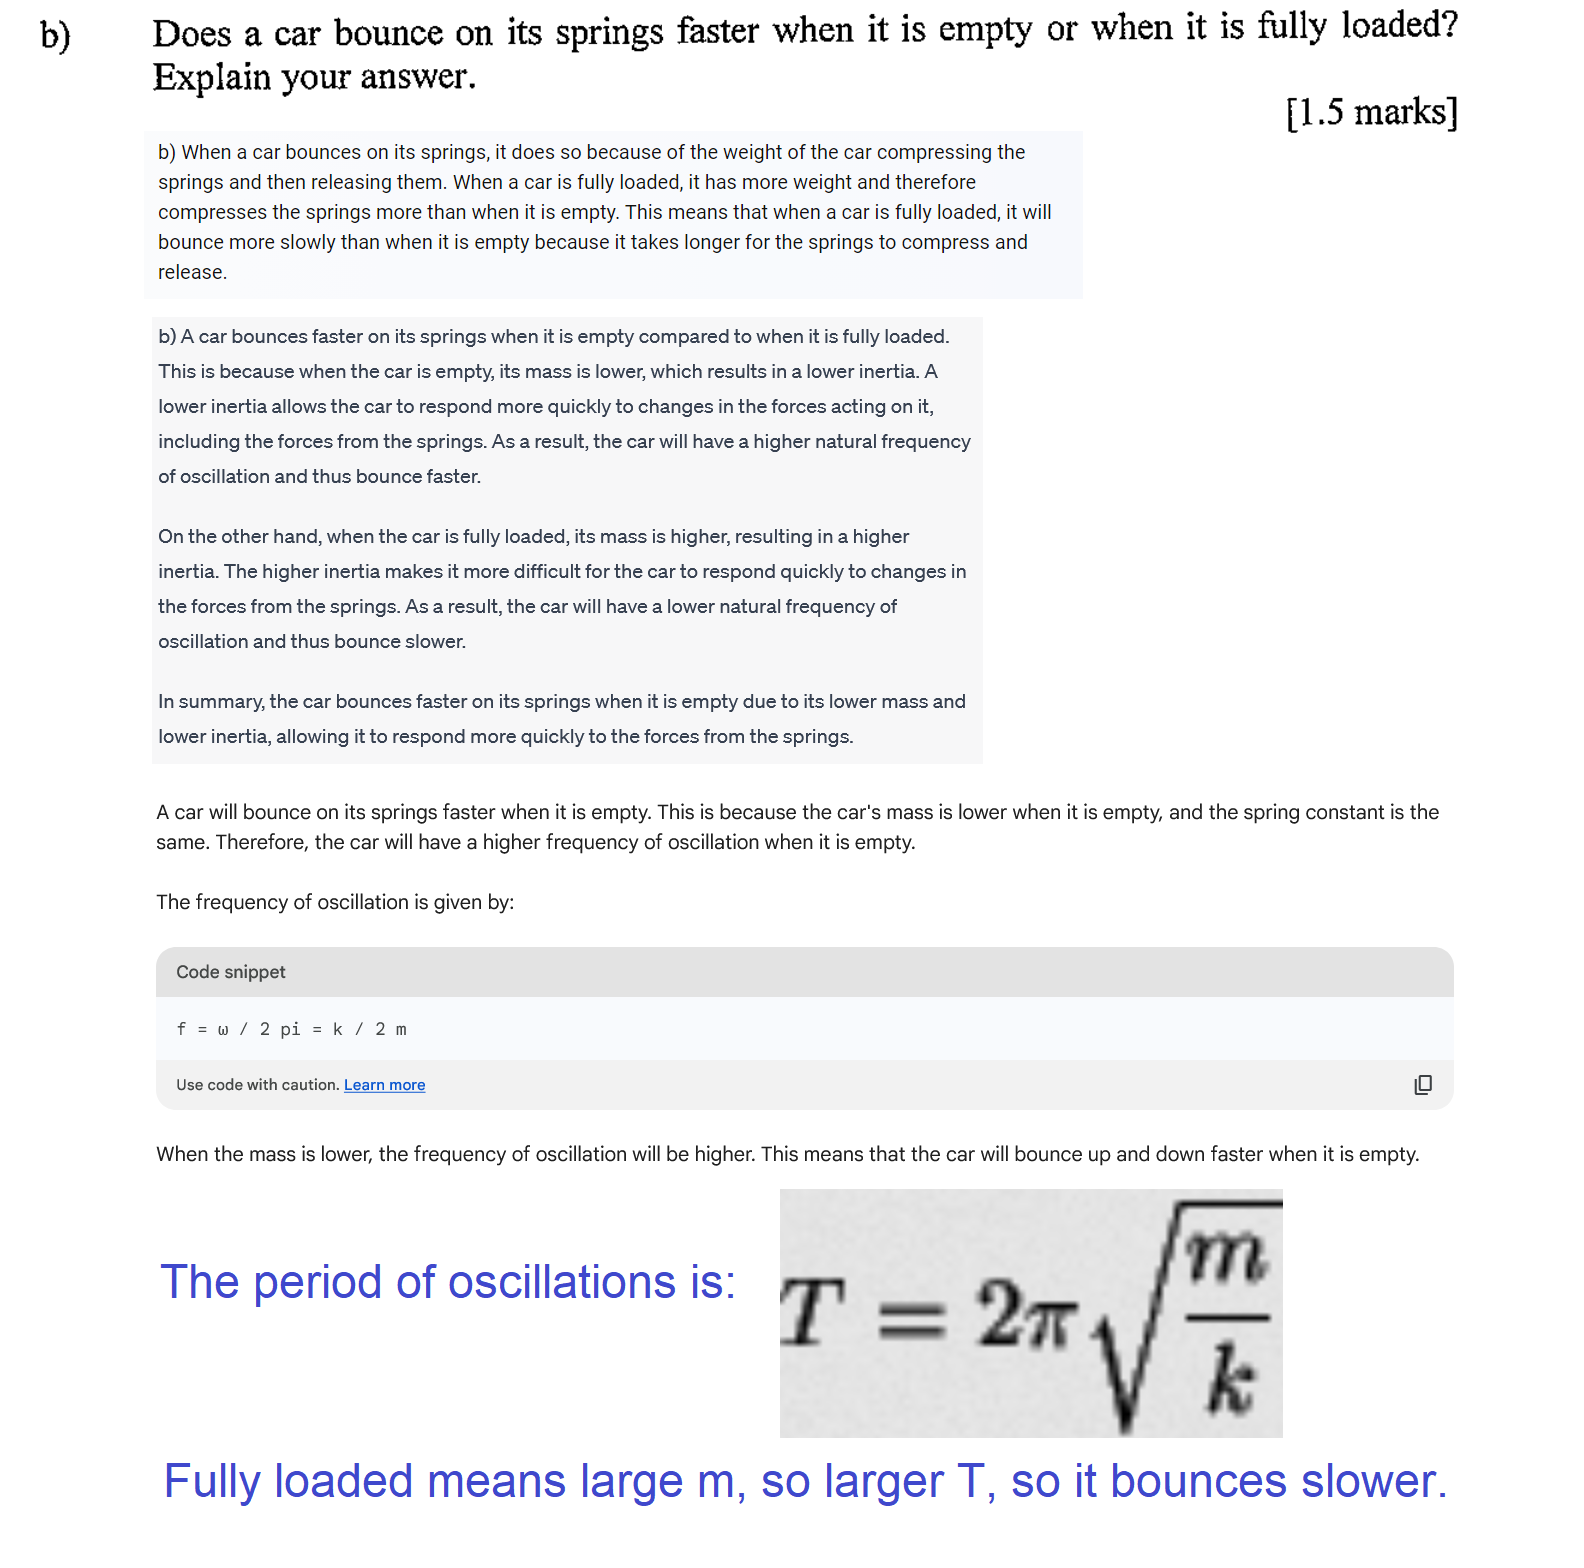 b) Does a car bounce on its springs faster when it is empty or when it is fully loaded?
Explain your answer.
[1.5 marks]
b) When a car bounces on its springs, it does so because of the weight of the car compressing the
springs and then releasing them. When a car is fully loaded, it has more weight and therefore
compresses the springs more than when it is empty. This means that when a car is fully loaded, it will
bounce more slowly than when it is empty because it takes longer for the springs to compress and
release.
b) A car bounces faster on its springs when it is empty compared to when it is fully loaded.
This is because when the car is empty, its mass is lower, which results in a lower inertia. A
lower inertia allows the car to respond more quickly to changes in the forces acting on it,
including the forces from the springs. As a result, the car will have a higher natural frequency
of oscillation and thus bounce faster.
On the other hand, when the car is fully loaded, its mass is higher, resulting in a higher
inertia. The higher inertia makes it more difficult for the car to respond quickly to changes in
the forces from the springs. As a result, the car will have a lower natural frequency of
oscillation and thus bounce slower.
In summary, the car bounces faster on its springs when it is empty due to its lower mass and
lower inertia, allowing it to respond more quickly to the forces from the springs.
A car will bounce on its springs faster when it is empty. This is because the car's mass is lower when it is empty, and the spring constant is the
same. Therefore, the car will have a higher frequency of oscillation when it is empty.
The frequency of oscillation is given by:
Code snippet
f = ω / 2 pi = k / 2 m
Use code with caution. Learn more
When the mass is lower, the frequency of oscillation will be higher. This means that the car will bounce up and down faster when it is empty.
The period of oscillations is: T = 2π√(m/k)
Fully loaded means large m, so larger T, so it bounces slower.